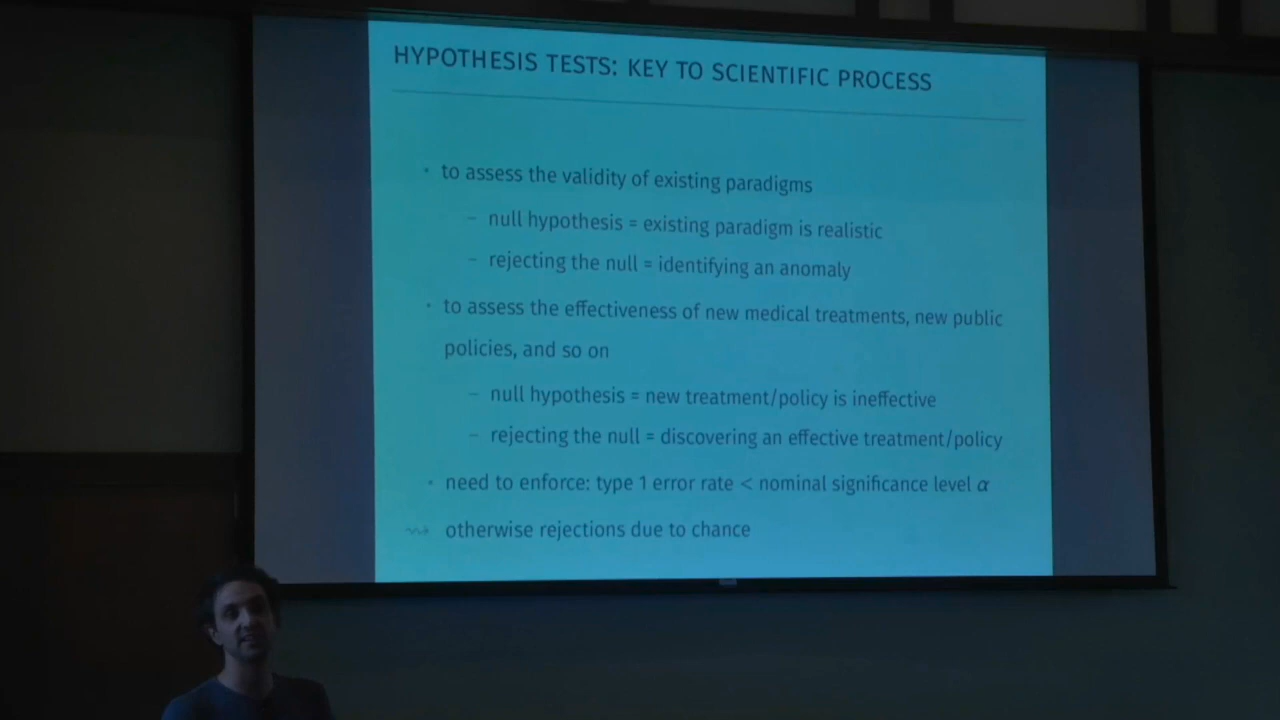 HYPOTHESIS TESTS: KEY TO SCIENTIFIC PROCESS
• to assess the validity of existing paradigms
– null hypothesis = existing paradigm is realistic
– rejecting the null = identifying an anomaly
• to assess the effectiveness of new medical treatments, new public
policies, and so on
– null hypothesis = new treatment/policy is ineffective
– rejecting the null = discovering an effective treatment/policy
• need to enforce: type 1 error rate < nominal significance level α
⇝ otherwise rejections due to chance